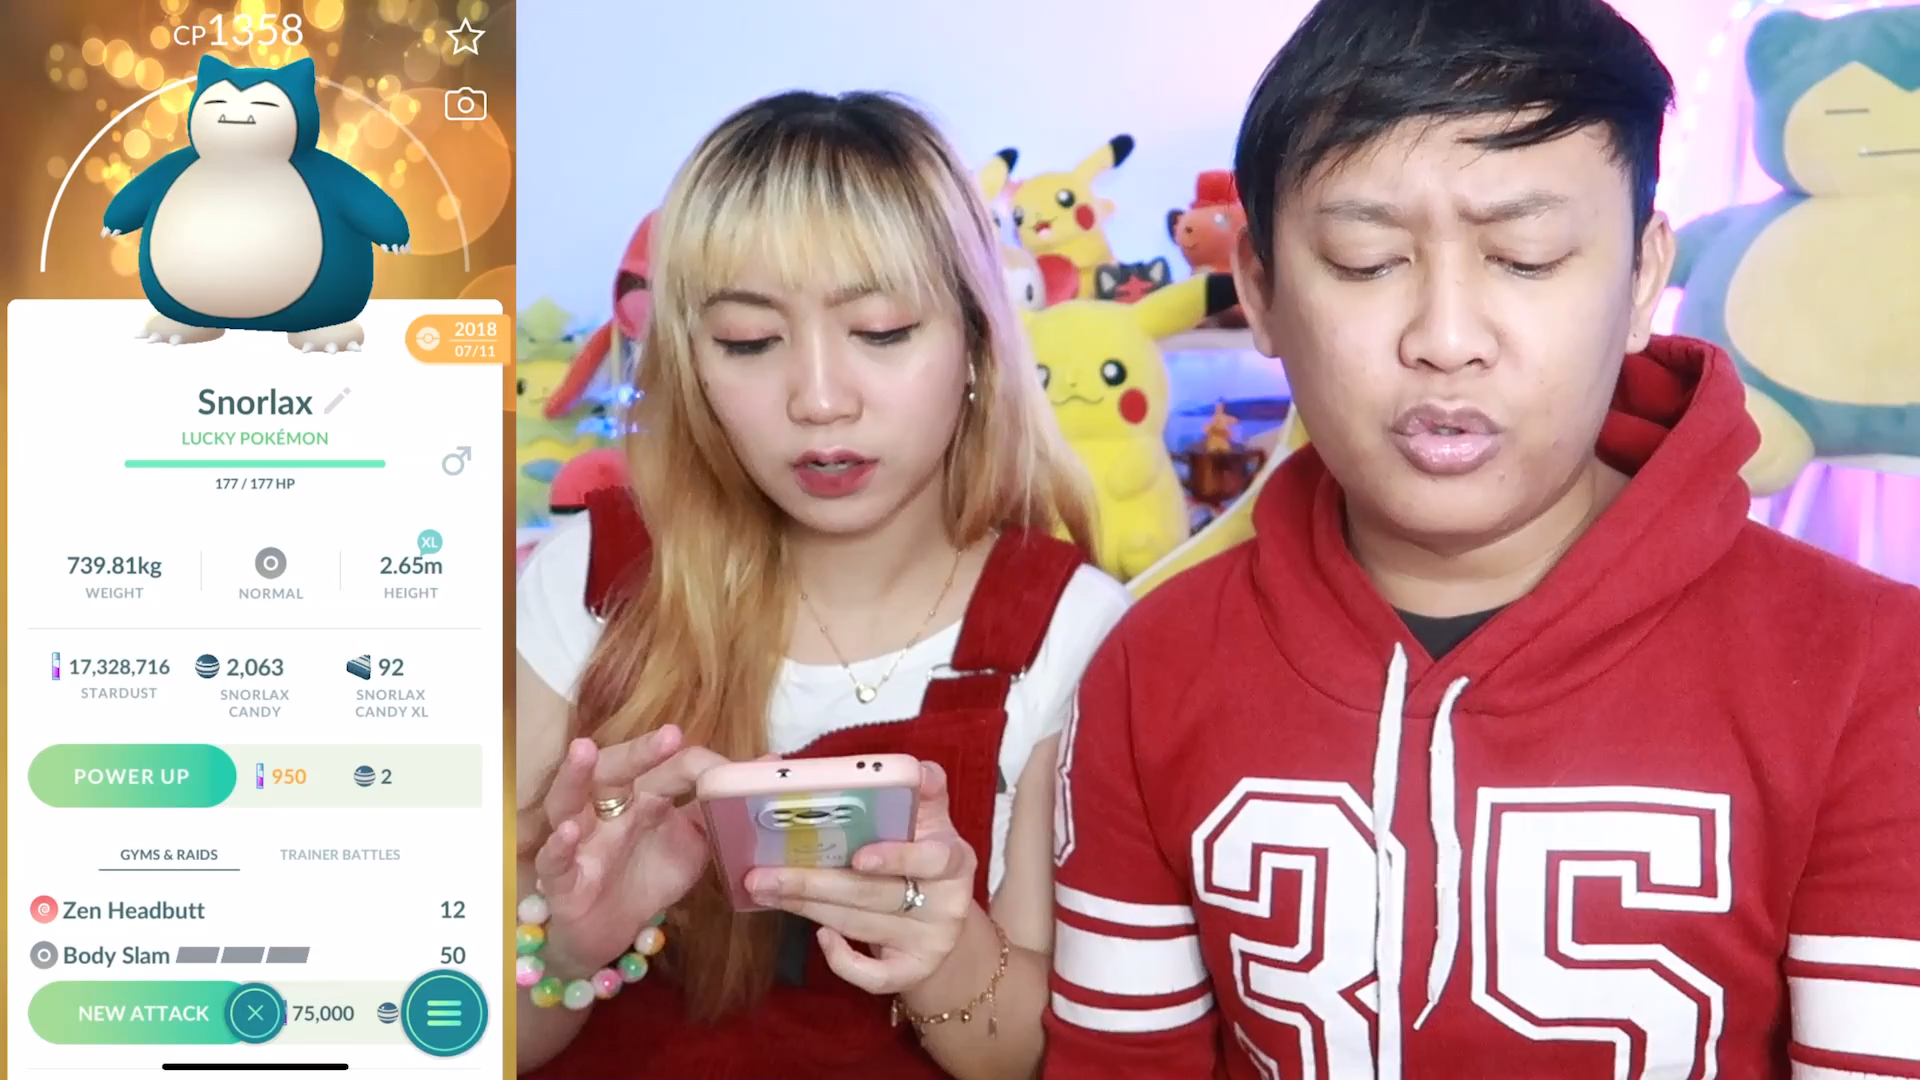 CP1358
2018
07/11
Snorlax
LUCKY POKÉMON
177 / 177 HP
XL
739.81kg
WEIGHT
NORMAL
2.65m
HEIGHT
17,328,716
STARDUST
2,063
SNORLAX
CANDY
92
SNORLAX
CANDY XL
POWER UP
950
2
GYMS & RAIDS
TRAINER BATTLES
Zen Headbutt
12
Body Slam
50
NEW ATTACK
75,000
35